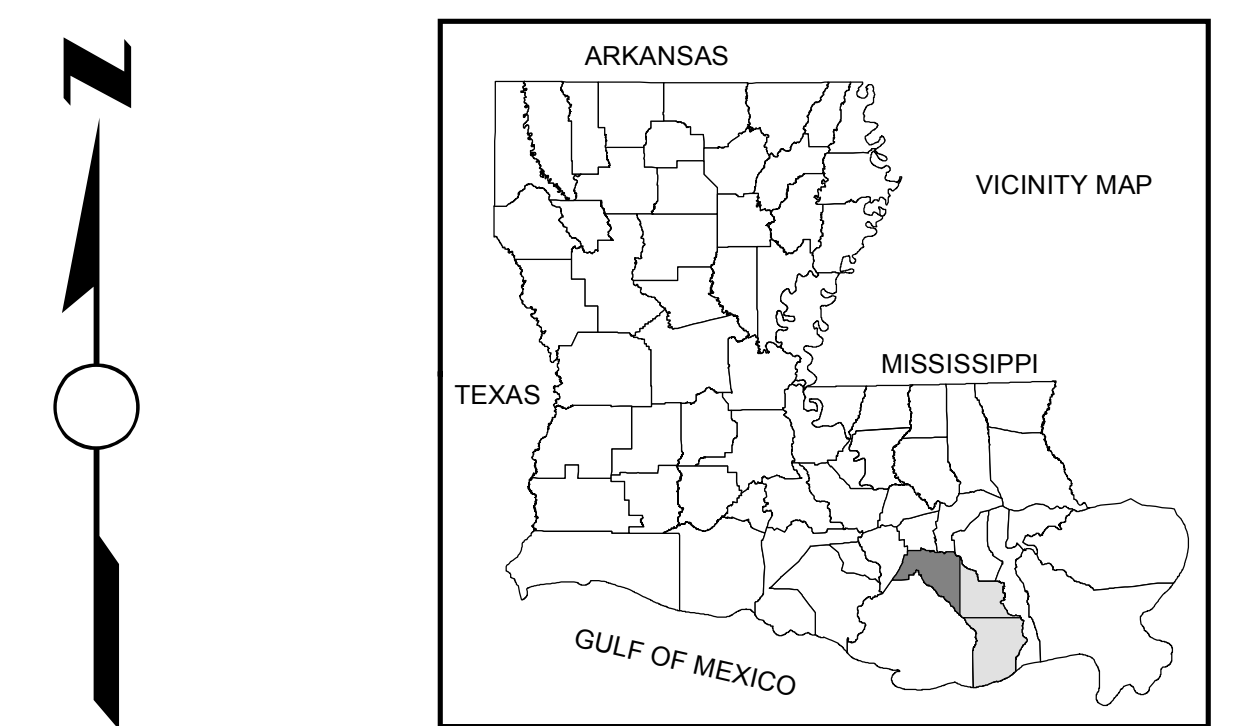 N
ARKANSAS
VICINITY MAP
MISSISSIPPI
TEXAS
GULF OF MEXICO